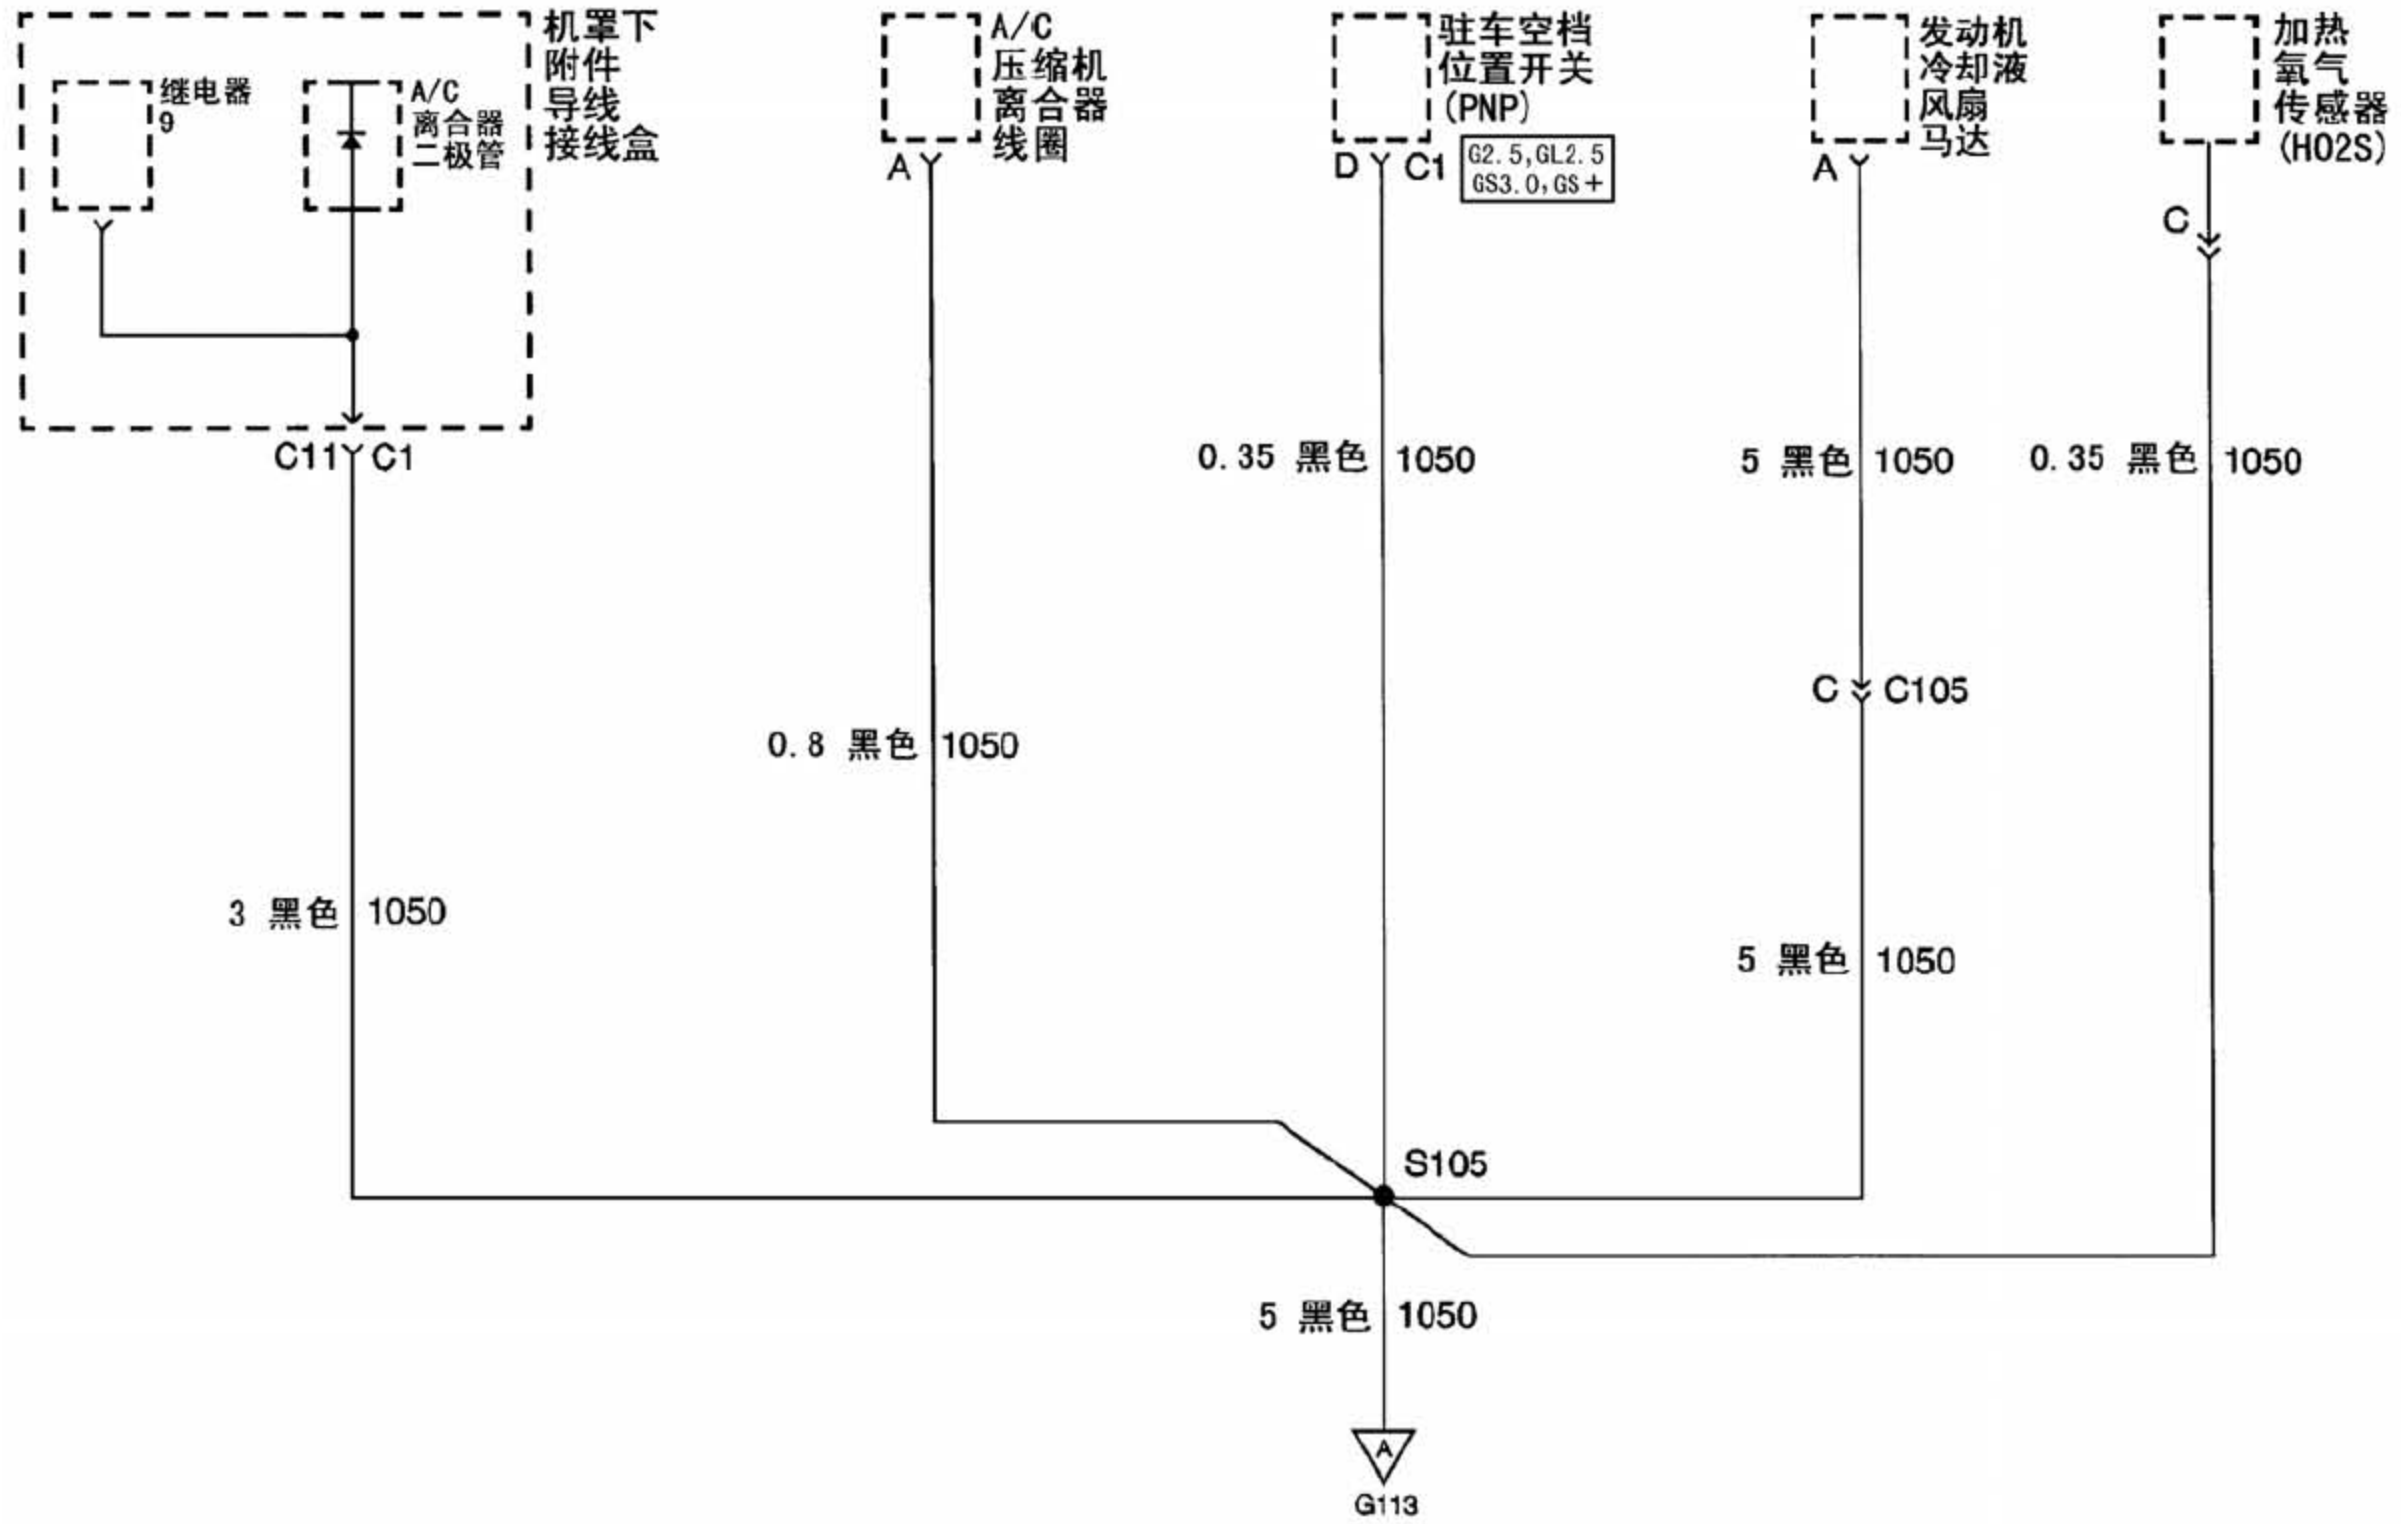 机罩下
附件
导线
接线盒
继电器
9
A/C
离合器
二极管
C11 C1
A/C
压缩机
离合器
线圈
A
驻车空档
位置开关
(PNP)
D C1
G2.5,GL2.5
GS3.0,GS+
发动机
冷却液
风扇
马达
A
加热
氧气
传感器
(HO2S)
C
0.35 黑色 1050
5 黑色 1050
0.35 黑色 1050
C C105
0.8 黑色 1050
3 黑色 1050
5 黑色 1050
S105
5 黑色 1050
A
G113